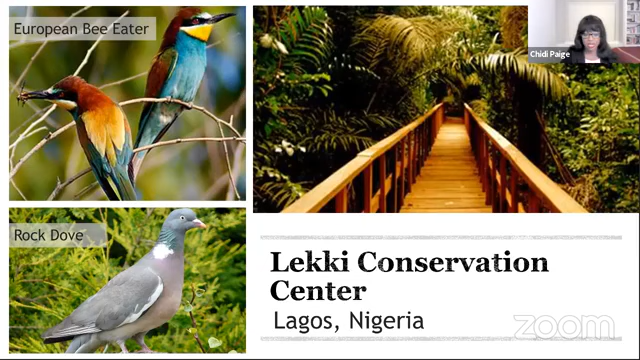 European Bee Eater
Chidi Paige
Rock Dove
Lekki Conservation
Center
Lagos, Nigeria
zoom